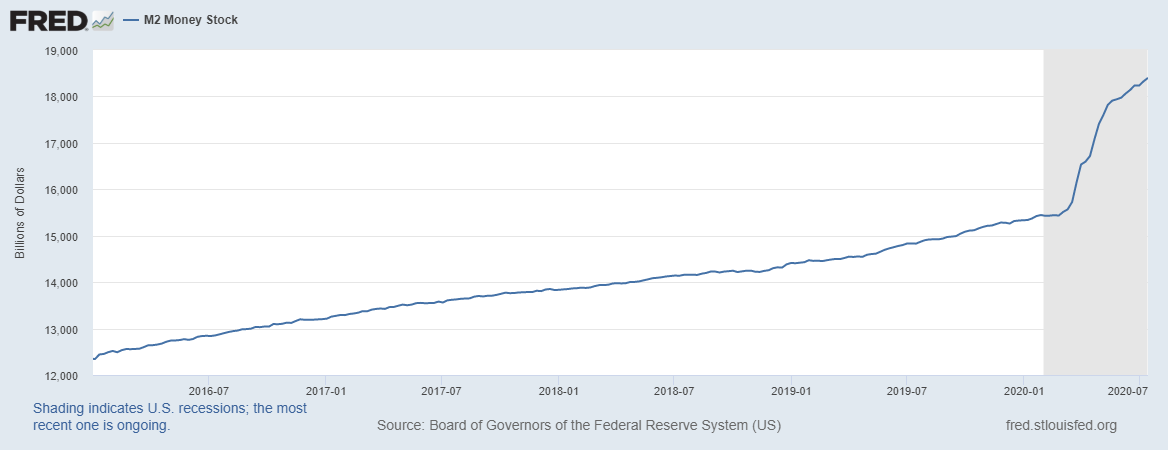 FRED
M2 Money Stock
19,000
18,000
17,000
16,000
15,000
14,000
13,000
12,000
Billions of Dollars
2016-07
2017-01
2017-07
2018-01
2018-07
2019-01
2019-07
2020-01
2020-07
Shading indicates U.S. recessions; the most
recent one is ongoing.
Source: Board of Governors of the Federal Reserve System (US)
fred.stlouisfed.org